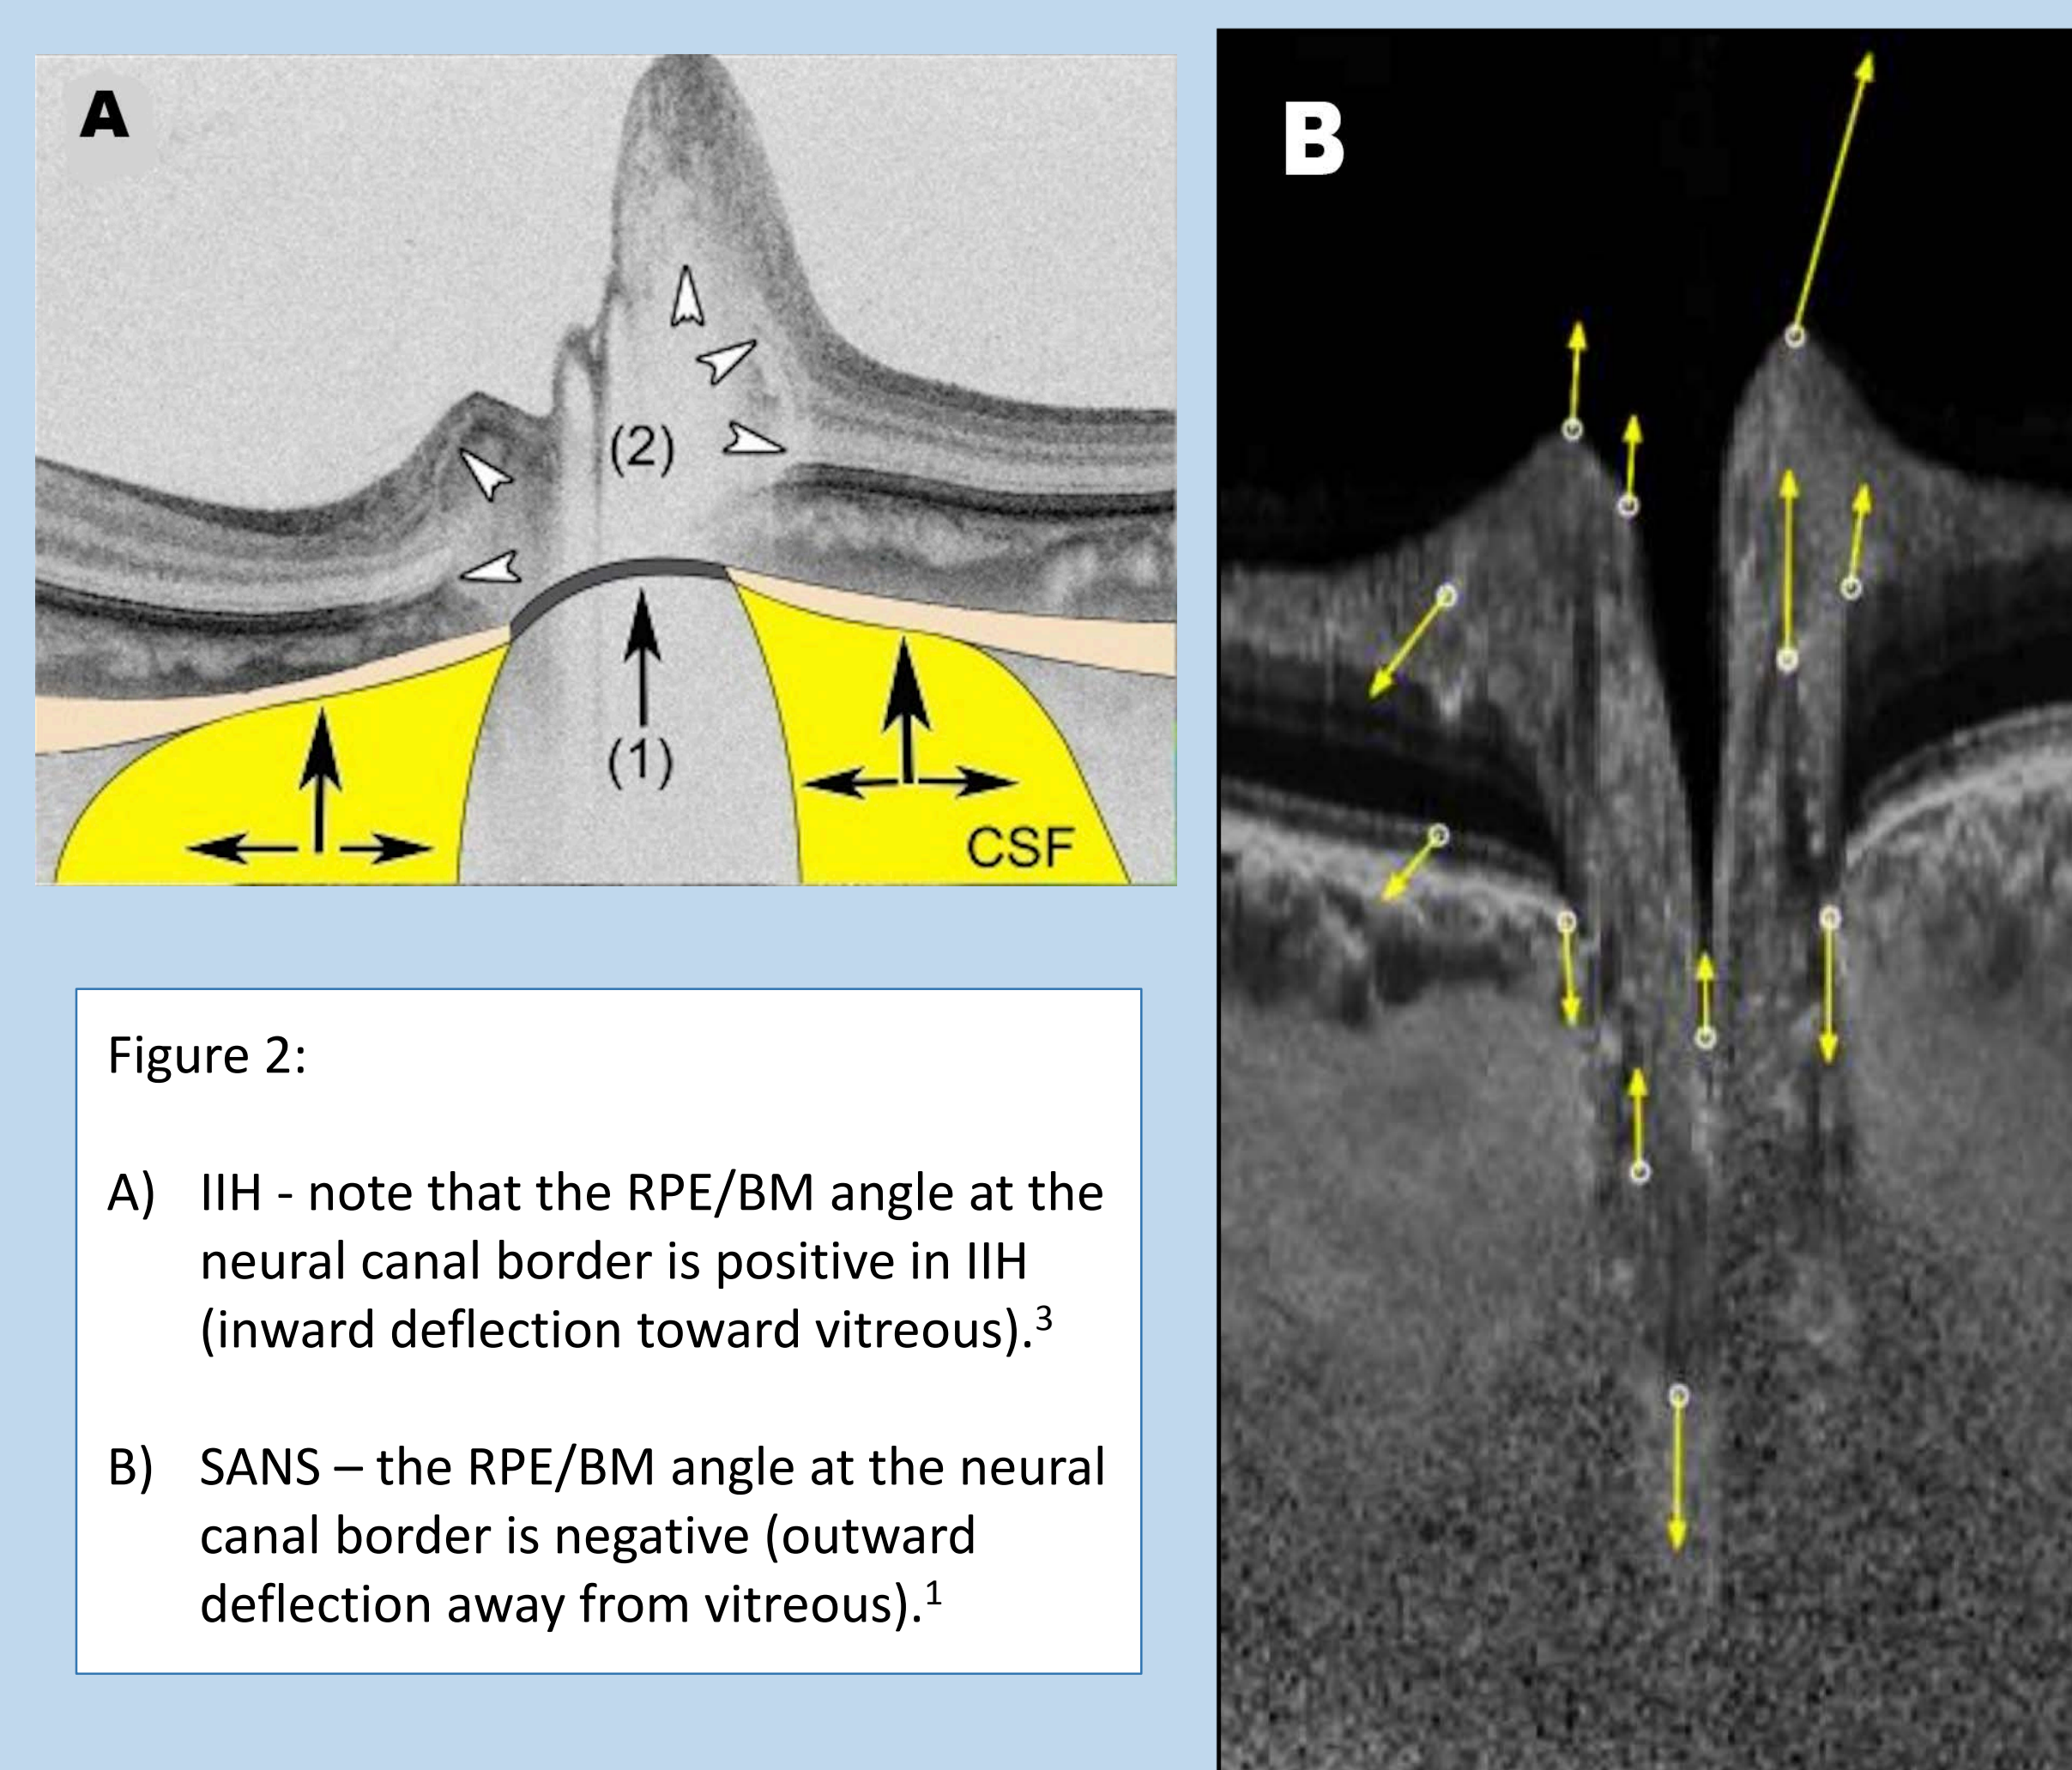 A
B
(2)
(1)
CSF
Figure 2:
A) IIH - note that the RPE/BM angle at the
neural canal border is positive in IIH
(inward deflection toward vitreous).³
B) SANS – the RPE/BM angle at the neural
canal border is negative (outward
deflection away from vitreous).¹